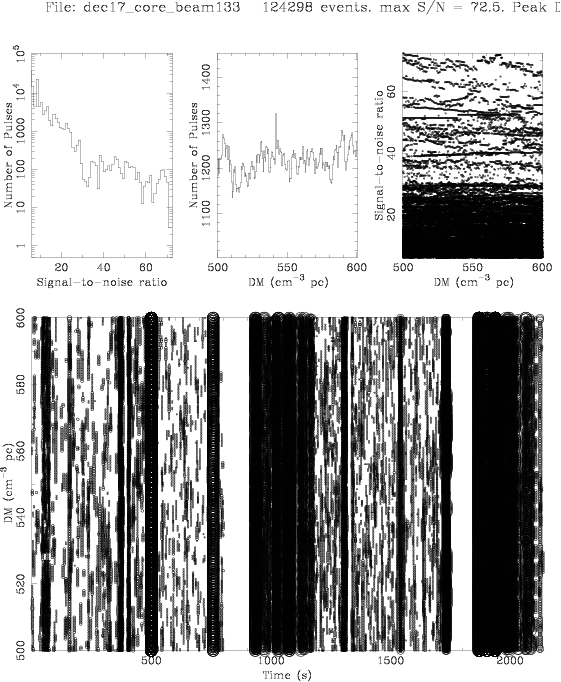 File: dec17_core_beam133 124298 events. max S/N = 72.5. Peak
Number of Pulses
1 10 100 1000 10⁴ 10⁵
20 40 60
Signal−to−noise ratio
Number of Pulses
1100 1200 1300 1400
500 550 600
DM (cm⁻³ pc)
Signal−to−noise ratio
20 40 60
500 550 600
DM (cm⁻³ pc)
DM (cm⁻³ pc)
500 520 540 560 580 600
500 1000 1500 2000
Time (s)